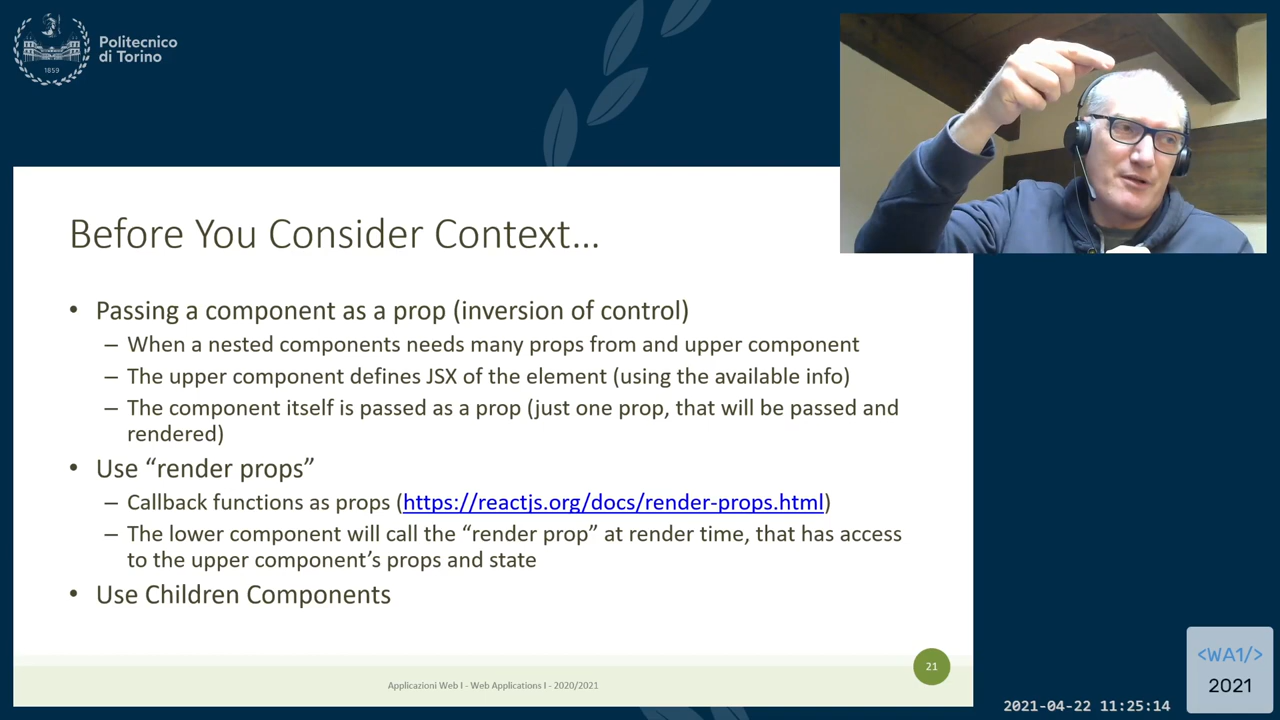 Politecnico
di Torino
1859
Before You Consider Context...
• Passing a component as a prop (inversion of control)
– When a nested components needs many props from and upper component
– The upper component defines JSX of the element (using the available info)
– The component itself is passed as a prop (just one prop, that will be passed and
rendered)
• Use “render props”
– Callback functions as props (https://reactjs.org/docs/render-props.html)
– The lower component will call the “render prop” at render time, that has access
to the upper component’s props and state
• Use Children Components
21
Applicazioni Web I - Web Applications I - 2020/2021
<WA1/>
2021
2021-04-22 11:25:14